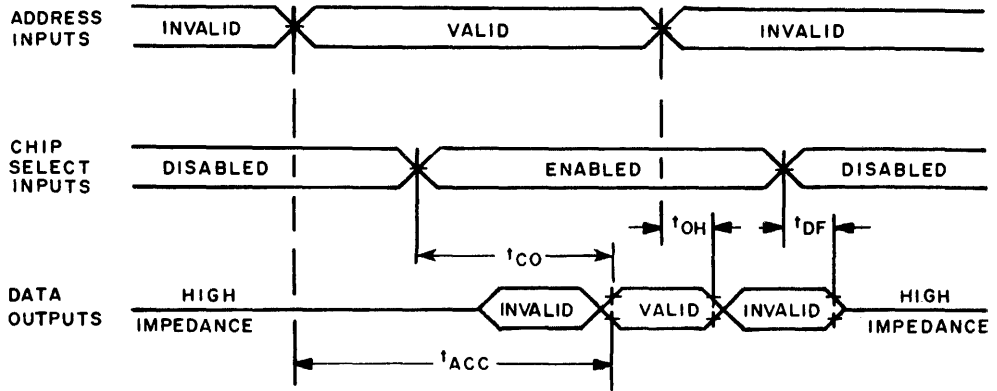 ADDRESS
INPUTS
INVALID
VALID
INVALID
CHIP
SELECT
INPUTS
DISABLED
ENABLED
DISABLED
tOH
tDF
tCO
DATA
OUTPUTS
HIGH
IMPEDANCE
INVALID
VALID
INVALID
HIGH
IMPEDANCE
tACC